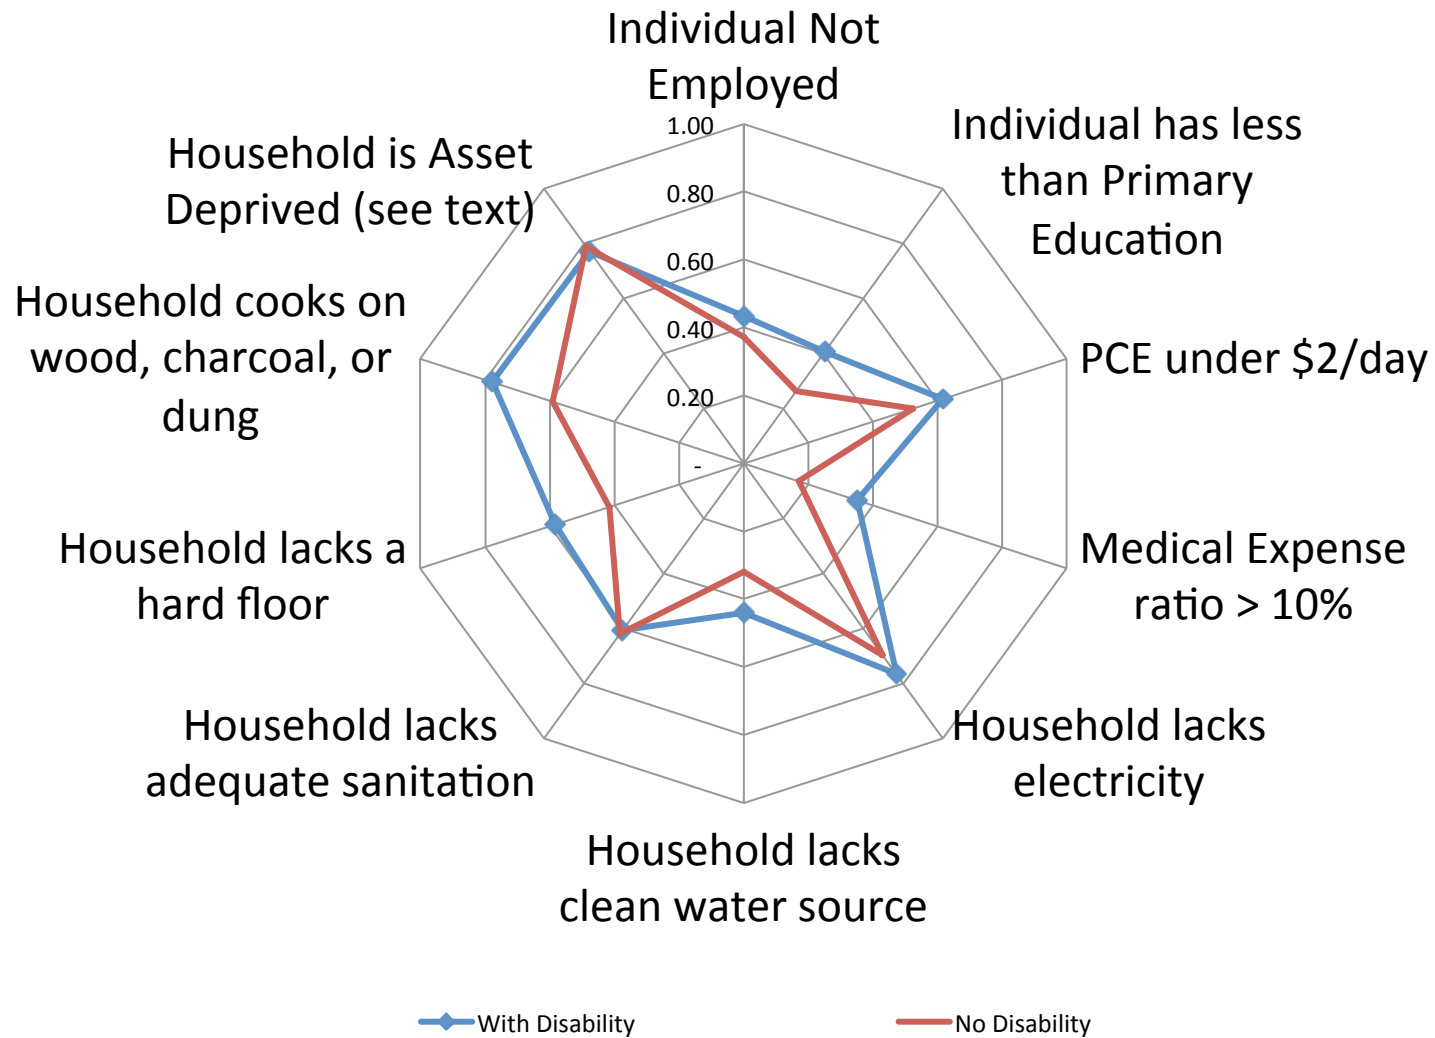 Individual Not
Employed
Individual has less
than Primary
Education
PCE under $2/day
Medical Expense
ratio > 10%
Household lacks
electricity
Household lacks
clean water source
Household lacks
adequate sanitation
Household lacks a
hard floor
Household cooks on
wood, charcoal, or
dung
Household is Asset
Deprived (see text)
1.00
0.80
0.60
0.40
0.20
-
With Disability
No Disability